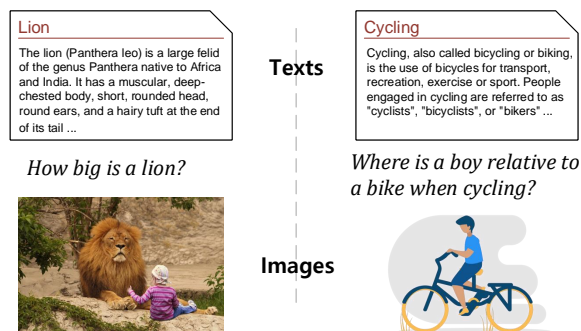 Lion
The lion (Panthera leo) is a large felid
of the genus Panthera native to Africa
and India. It has a muscular, deep-
chested body, short, rounded head,
round ears, and a hairy tuft at the end
of its tail ...
How big is a lion?
Texts
Images
Cycling
Cycling, also called bicycling or biking,
is the use of bicycles for transport,
recreation, exercise or sport. People
engaged in cycling are referred to as
"cyclists", "bicyclists", or "bikers" ...
Where is a boy relative to
a bike when cycling?